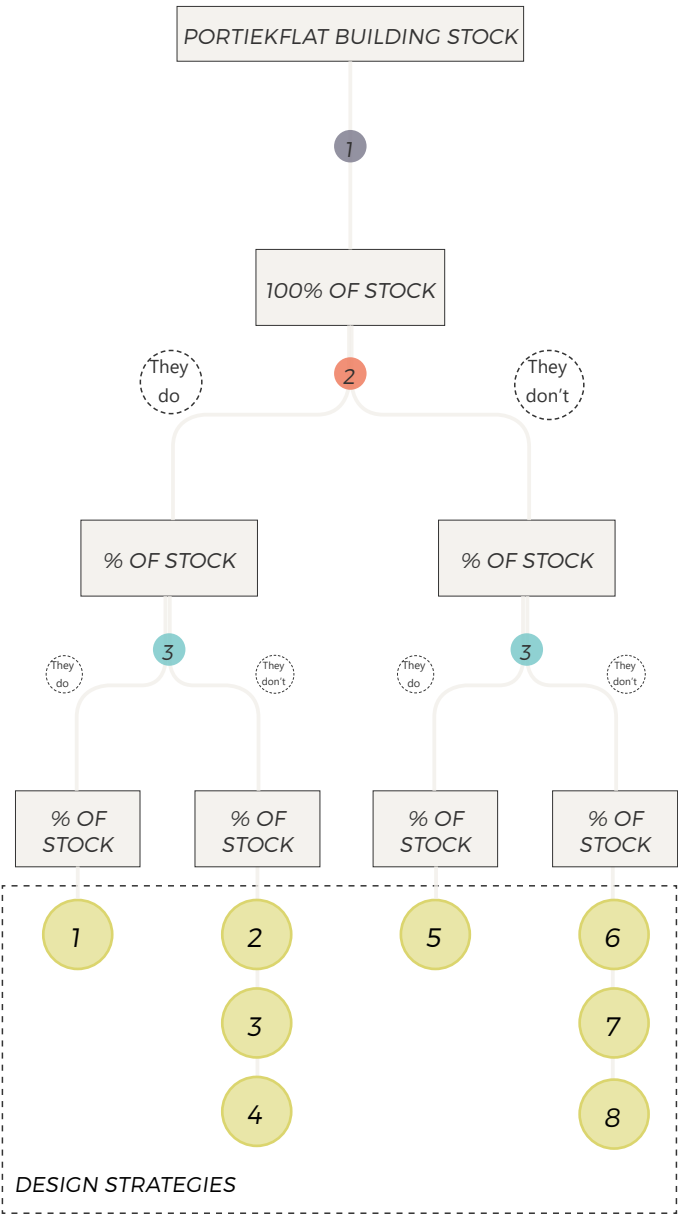 PORTIEKFLAT BUILDING STOCK
1
100% OF STOCK
They
do
2
They
don't
% OF STOCK
% OF STOCK
3
3
They
do
They
don't
They
do
They
don't
% OF
STOCK
% OF
STOCK
% OF
STOCK
% OF
STOCK
1
2
5
6
3
7
4
8
DESIGN STRATEGIES